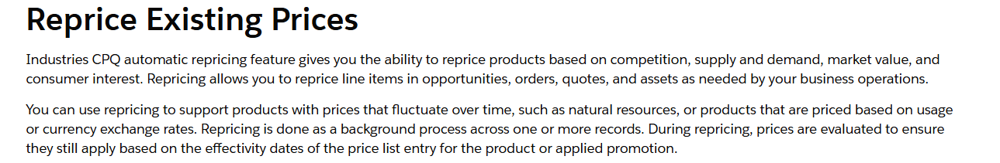 Reprice Existing Prices
Industries CPQ automatic repricing feature gives you the ability to reprice products based on competition, supply and demand, market value, and
consumer interest. Repricing allows you to reprice line items in opportunities, orders, quotes, and assets as needed by your business operations.
You can use repricing to support products with prices that fluctuate over time, such as natural resources, or products that are priced based on usage
or currency exchange rates. Repricing is done as a background process across one or more records. During repricing, prices are evaluated to ensure
they still apply based on the effectivity dates of the price list entry for the product or applied promotion.